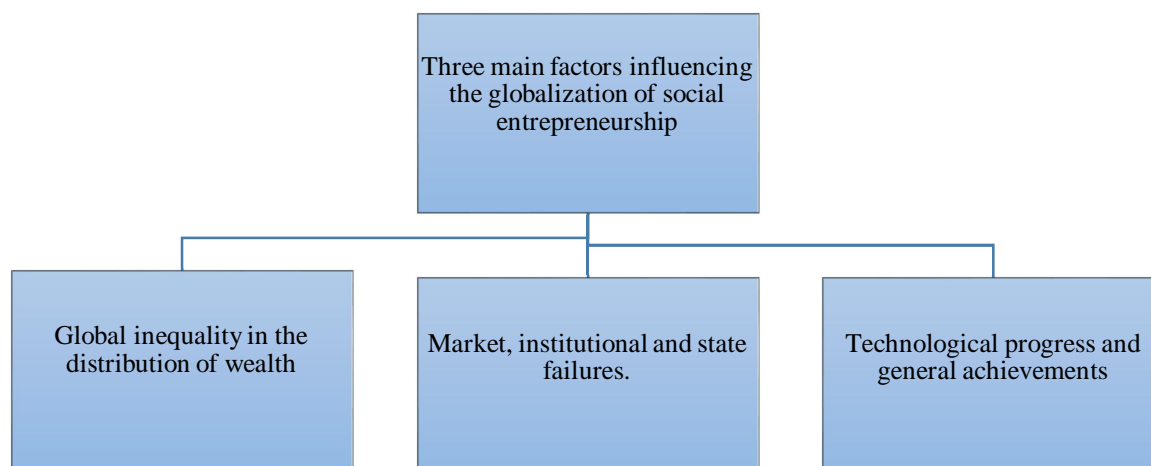 Three main factors influencing
the globalization of social
entrepreneurship
Global inequality in the
distribution of wealth
Market, institutional and state
failures.
Technological progress and
general achievements